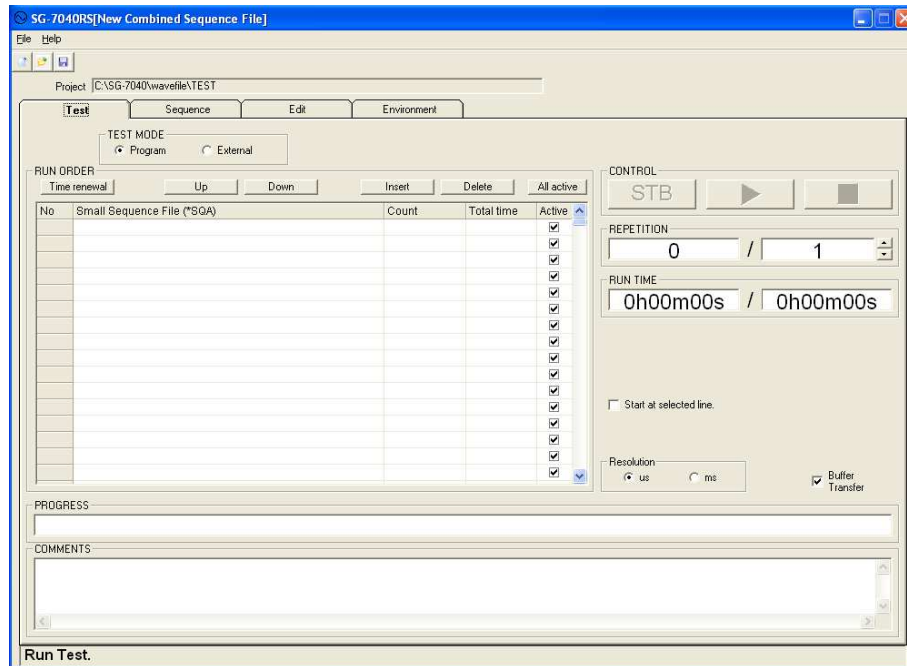 SG-7040RS[New Combined Sequence File]
File Help
Project C:\SG-7040\wavefile\TEST
Test Sequence Edit Environment
TEST MODE
Program External
RUN ORDER
Time renewal Up Down Insert Delete All active
No Small Sequence File (*SQA) Count Total time Active
CONTROL
STB
REPETITION
0 / 1
RUN TIME
0h00m00s / 0h00m00s
Start at selected line.
Resolution
us ms
Buffer
Transfer
PROGRESS
COMMENTS
Run Test.